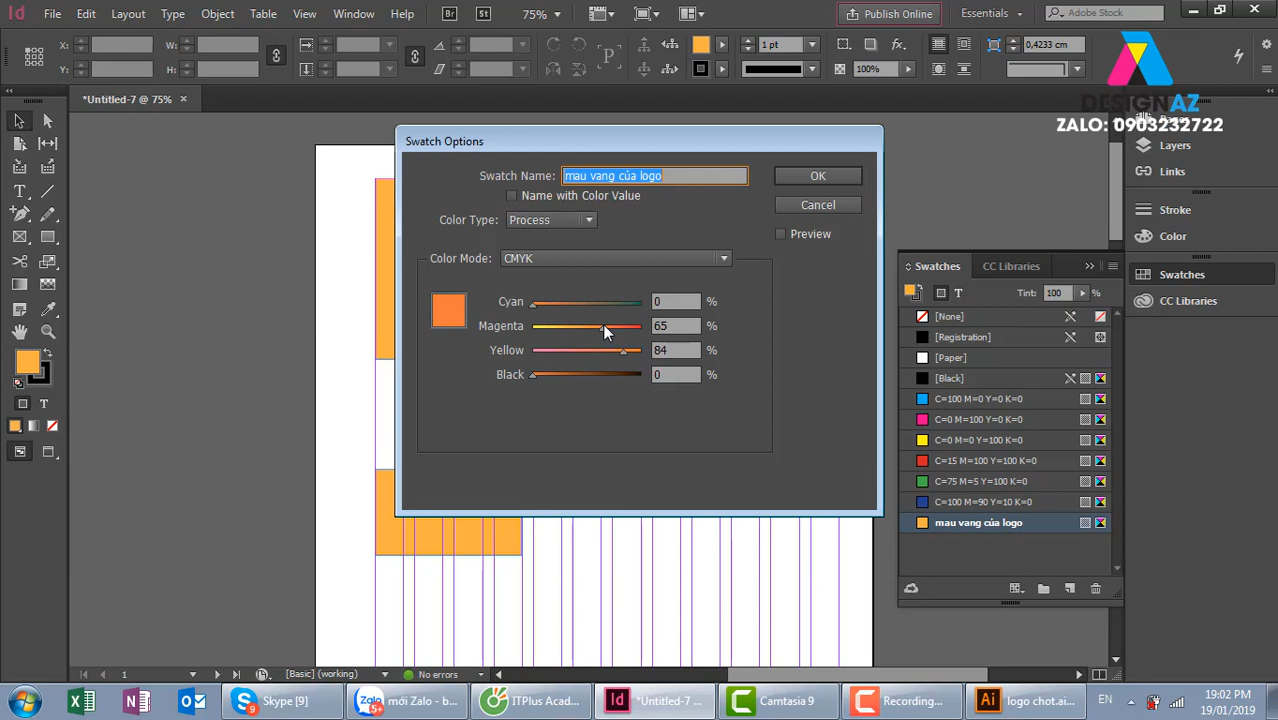 Id File Edit Layout Type Object Table View Window Help Br St 75% Publish Online Essentials Adobe Stock
X: W: 1 pt 0,4233 cm
Y: H: 100%
*Untitled-7 @ 75% ×
DESIGNAZ
ZALO: 0903232722
Pages
Layers
Links
Stroke
Color
Swatches
CC Libraries
Swatch Options
Swatch Name: mau vang của logo OK
Name with Color Value
Cancel
Color Type: Process
Preview
Color Mode: CMYK
Cyan 0 %
Magenta 65 %
Yellow 84 %
Black 0 %
Swatches CC Libraries
T Tint: 100 %
[None]
[Registration]
[Paper]
[Black]
C=100 M=0 Y=0 K=0
C=0 M=100 Y=0 K=0
C=0 M=0 Y=100 K=0
C=15 M=100 Y=100 K=0
C=75 M=5 Y=100 K=0
C=100 M=90 Y=10 K=0
mau vang của logo
1 [Basic] (working) No errors
Skype [9] mới Zalo - b... ITPlus Acad... *Untitled-7 ... Camtasia 9 Recording... logo chot.ai... EN 19:02 PM
19/01/2019